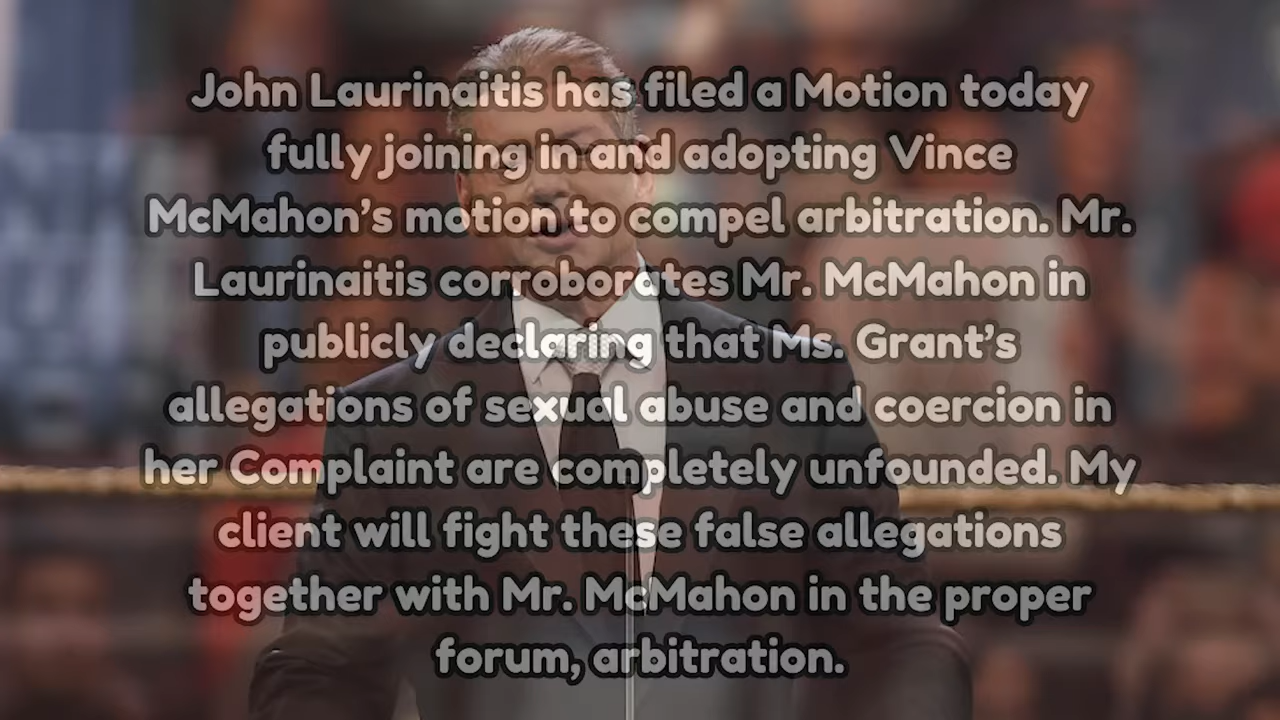 John Laurinaitis has filed a Motion today
fully joining in and adopting Vince
McMahon's motion to compel arbitration. Mr.
Laurinaitis corroborates Mr. McMahon in
publicly declaring that Ms. Grant's
allegations of sexual abuse and coercion in
her Complaint are completely unfounded. My
client will fight these false allegations
together with Mr. McMahon in the proper
forum, arbitration.